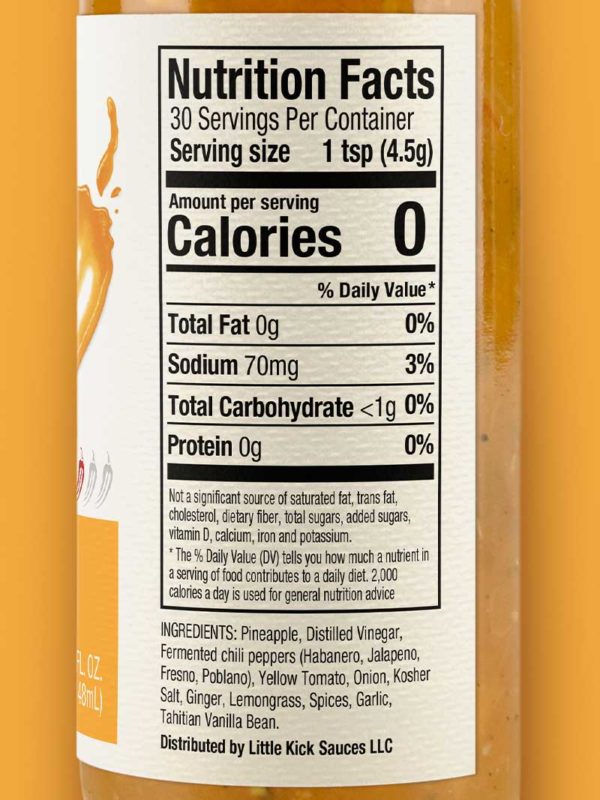 Nutrition Facts
30 Servings Per Container
Serving size 1 tsp (4.5g)
Amount per serving
Calories 0
% Daily Value*
Total Fat 0g 0%
Sodium 70mg 3%
Total Carbohydrate <1g 0%
Protein 0g 0%
Not a significant source of saturated fat, trans fat,
cholesterol, dietary fiber, total sugars, added sugars,
vitamin D, calcium, iron and potassium.
* The % Daily Value (DV) tells you how much a nutrient in
a serving of food contributes to a daily diet. 2,000
calories a day is used for general nutrition advice
INGREDIENTS: Pineapple, Distilled Vinegar,
Fermented chili peppers (Habanero, Jalapeno,
Fresno, Poblano), Yellow Tomato, Onion, Kosher
Salt, Ginger, Lemongrass, Spices, Garlic,
Tahitian Vanilla Bean.
Distributed by Little Kick Sauces LLC
FL. OZ.